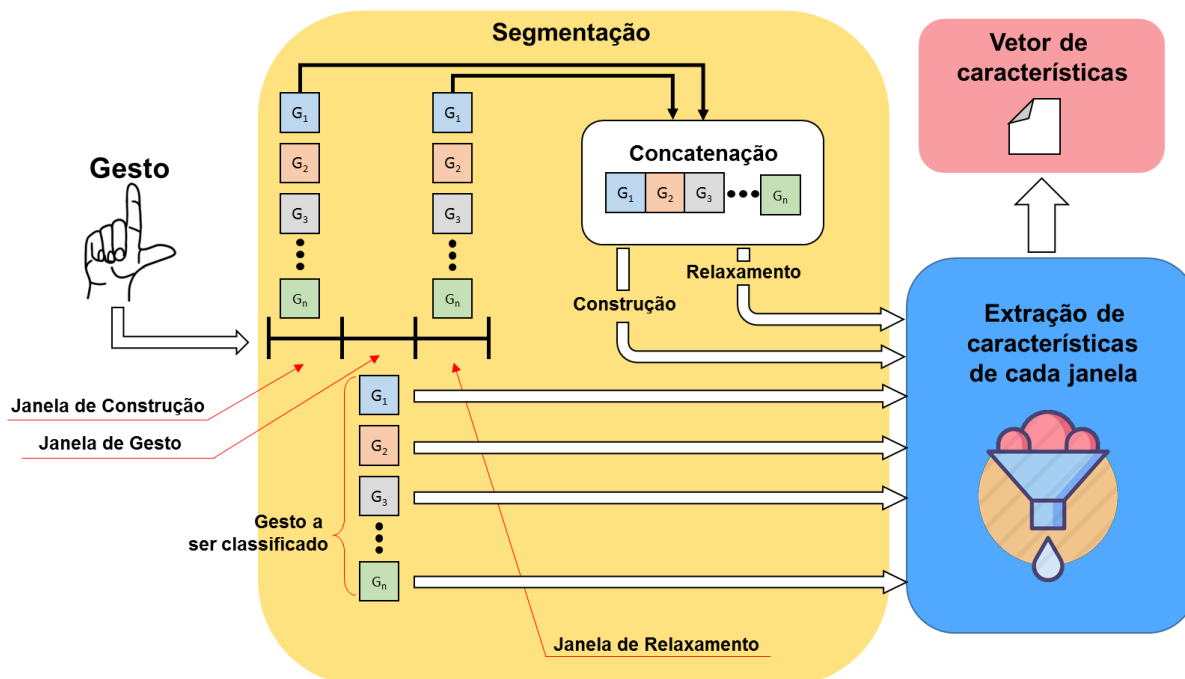 Segmentação
Vetor de
características
Gesto
G₁
G₂
G₃
Gₙ
G₁
G₂
G₃
Gₙ
Concatenação
G₁
G₂
G₃
Gₙ
Relaxamento
Construção
Extração de
características
de cada janela
Janela de Construção
Janela de Gesto
G₁
G₂
G₃
Gₙ
Gesto a
ser classificado
Janela de Relaxamento